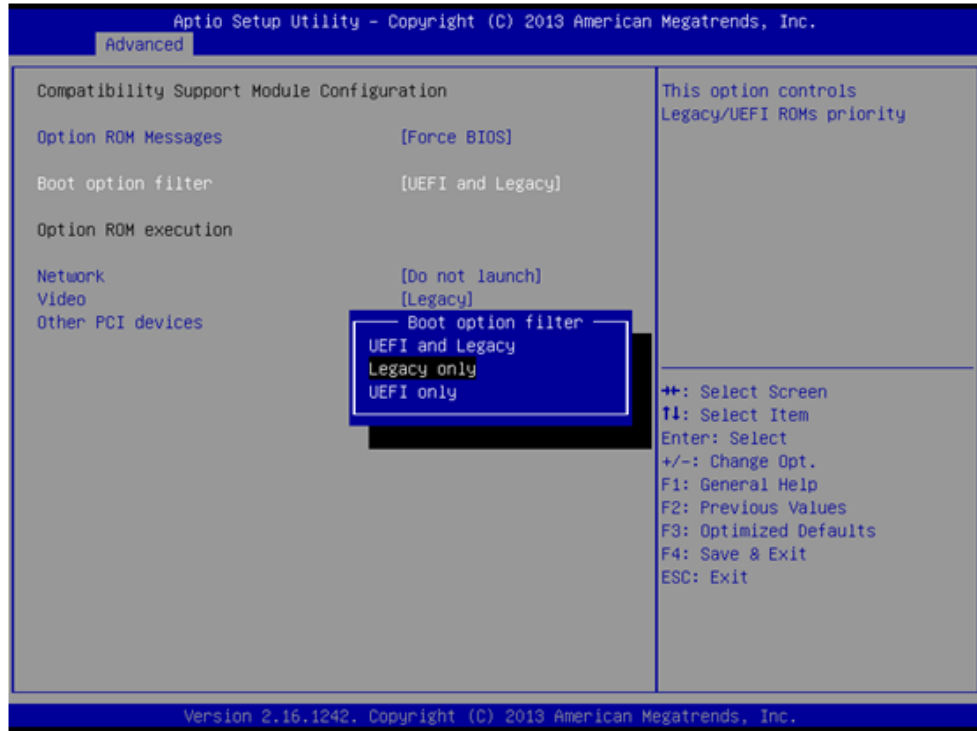 Aptio Setup Utility – Copyright (C) 2013 American Megatrends, Inc.
Advanced
Compatibility Support Module Configuration
Option ROM Messages [Force BIOS]
Boot option filter [UEFI and Legacy]
Option ROM execution
Network [Do not launch]
Video [Legacy]
Other PCI devices
Boot option filter
UEFI and Legacy
Legacy only
UEFI only
This option controls
Legacy/UEFI ROMs priority
→←: Select Screen
↑↓: Select Item
Enter: Select
+/-: Change Opt.
F1: General Help
F2: Previous Values
F3: Optimized Defaults
F4: Save & Exit
ESC: Exit
Version 2.16.1242. Copyright (C) 2013 American Megatrends, Inc.